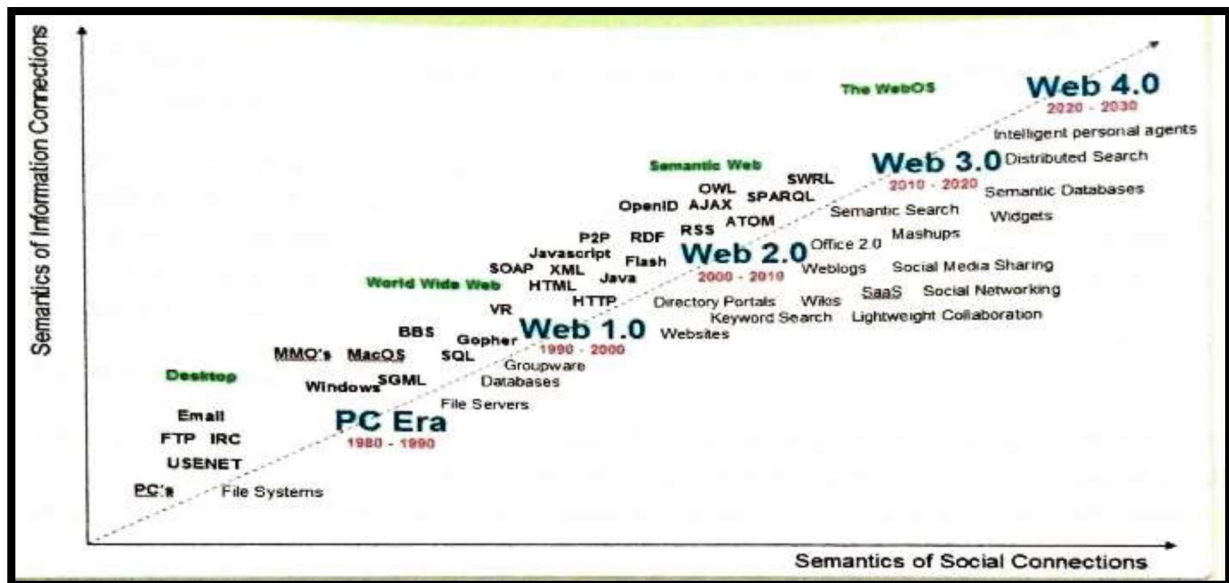 Semantics of Information Connections
The WebOS
Web 4.0
2020 - 2030
Intelligent personal agents
Semantic Web
Web 3.0
2010 - 2020
Distributed Search
SWRL
OWL
SPARQL
Semantic Databases
OpenID
AJAX
ATOM
Semantic Search
Widgets
P2P
RDF
RSS
Mashups
Javascript
Flash
Web 2.0
2000 - 2010
Office 2.0
SOAP
XML
Java
Weblogs
Social Media Sharing
World Wide Web
HTML
HTTP
Directory Portals
Wikis
SaaS
Social Networking
VR
Keyword Search
Lightweight Collaboration
BBS
Gopher
Web 1.0
1990 - 2000
Websites
MMO's
MacOS
SQL
Groupware
Desktop
Windows
SGML
Databases
File Servers
Email
PC Era
1980 - 1990
FTP IRC
USENET
PC's
File Systems
Semantics of Social Connections